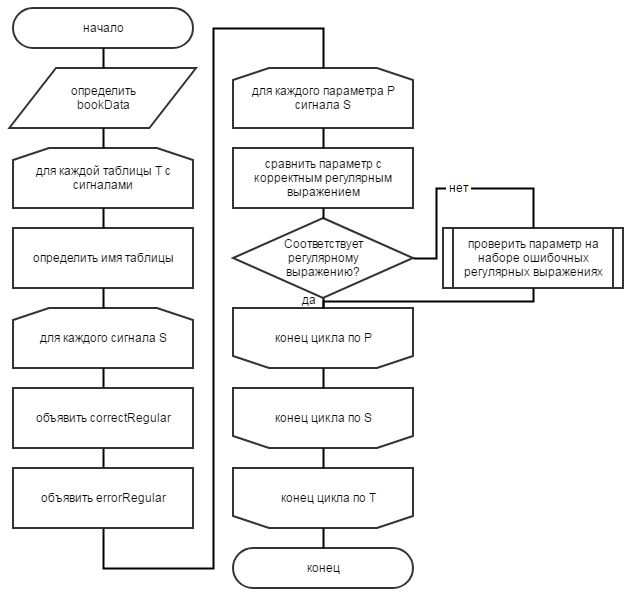 начало
определить
bookData
для каждой таблицы T с
сигналами
определить имя таблицы
для каждого сигнала S
объявить correctRegular
объявить errorRegular
для каждого параметра P
сигнала S
сравнить параметр с
корректным регулярным
выражением
Соответствует
регулярному
выражению?
нет
проверить параметр на
наборе ошибочных
регулярных выражениях
да
конец цикла по P
конец цикла по S
конец цикла по T
конец